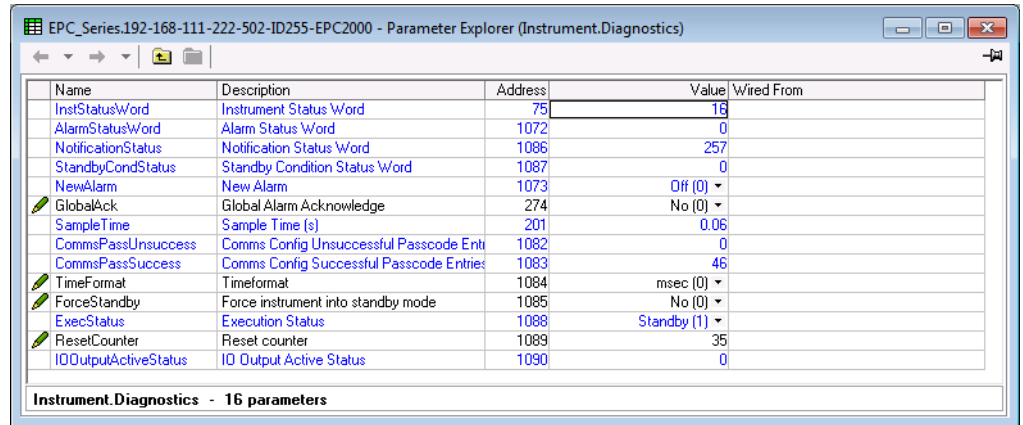 EPC_Series.192-168-111-222-502-ID255-EPC2000 - Parameter Explorer (Instrument.Diagnostics)
Name Description Address Value Wired From
InstStatusWord Instrument Status Word 75 16
AlarmStatusWord Alarm Status Word 1072 0
NotificationStatus Notification Status Word 1086 257
StandbyCondStatus Standby Condition Status Word 1087 0
NewAlarm New Alarm 1073 Off (0)
GlobalAck Global Alarm Acknowledge 274 No (0)
SampleTime Sample Time (s) 201 0.06
CommsPassUnsuccess Comms Config Unsuccessful Passcode Entr 1082 0
CommsPassSuccess Comms Config Successful Passcode Entries 1083 46
TimeFormat Timeformat 1084 msec (0)
ForceStandby Force instrument into standby mode 1085 No (0)
ExecStatus Execution Status 1088 Standby (1)
ResetCounter Reset counter 1089 35
IOOutputActiveStatus IO Output Active Status 1090 0
Instrument.Diagnostics - 16 parameters